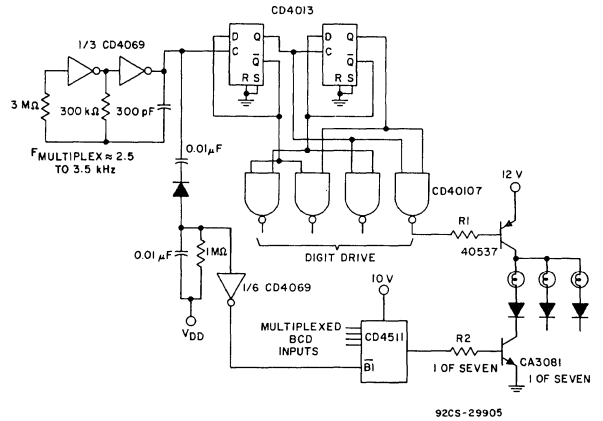 CD4013
1/3 CD4069
D Q
C
Q̅
R S
D Q
C
Q̅
R S
3 MΩ
300 kΩ
300 pF
FMULTIPLEX ≈ 2.5
TO 3.5 kHz
0.01 µF
CD40107
12 V
R1
40537
DIGIT DRIVE
0.01 µF
1 MΩ
1/6 CD4069
VDD
10 V
MULTIPLEXED
BCD
INPUTS
CD4511
B̅I̅
R2
1 OF SEVEN
CA3081
1 OF SEVEN
92CS-29905